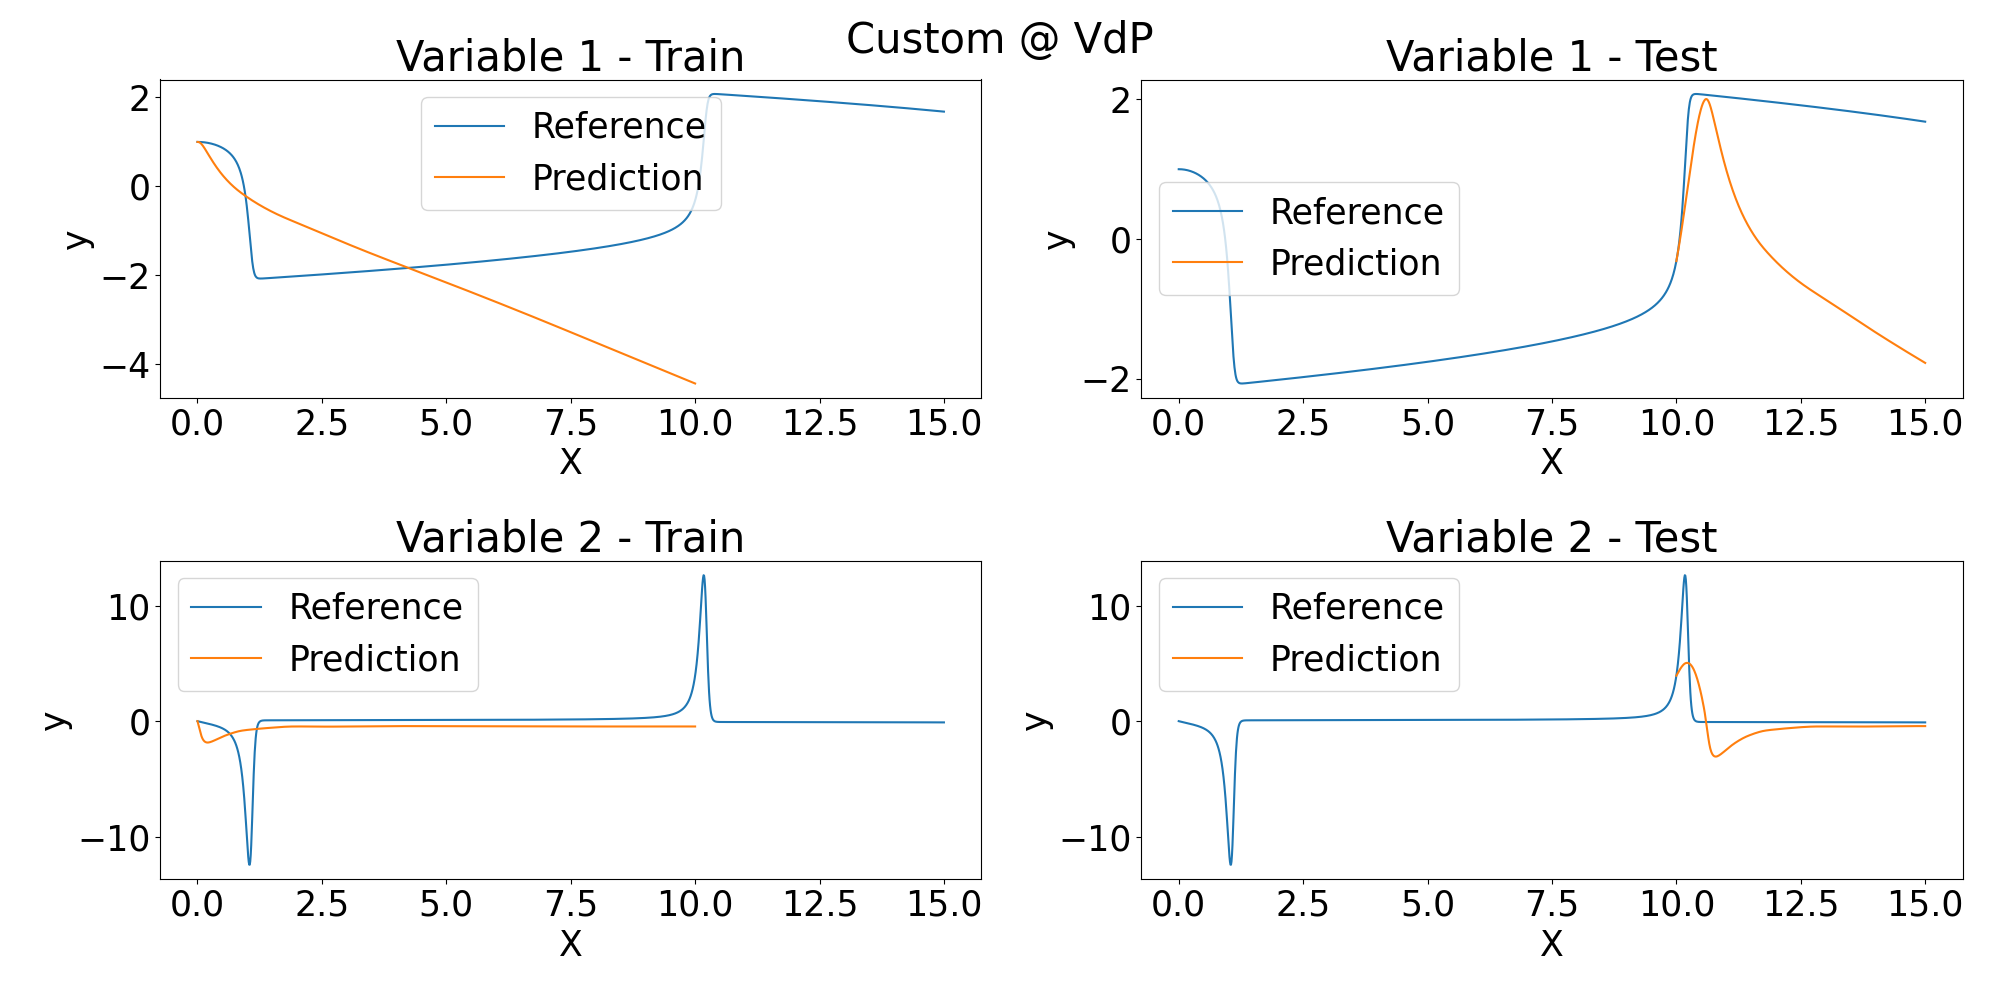 Custom @ VdP
Variable 1 - Train
2
0
−2
−4
y
Reference
Prediction
0.0 2.5 5.0 7.5 10.0 12.5 15.0
X
Variable 1 - Test
2
0
−2
y
Reference
Prediction
0.0 2.5 5.0 7.5 10.0 12.5 15.0
X
Variable 2 - Train
10
0
−10
y
Reference
Prediction
0.0 2.5 5.0 7.5 10.0 12.5 15.0
X
Variable 2 - Test
10
0
−10
y
Reference
Prediction
0.0 2.5 5.0 7.5 10.0 12.5 15.0
X